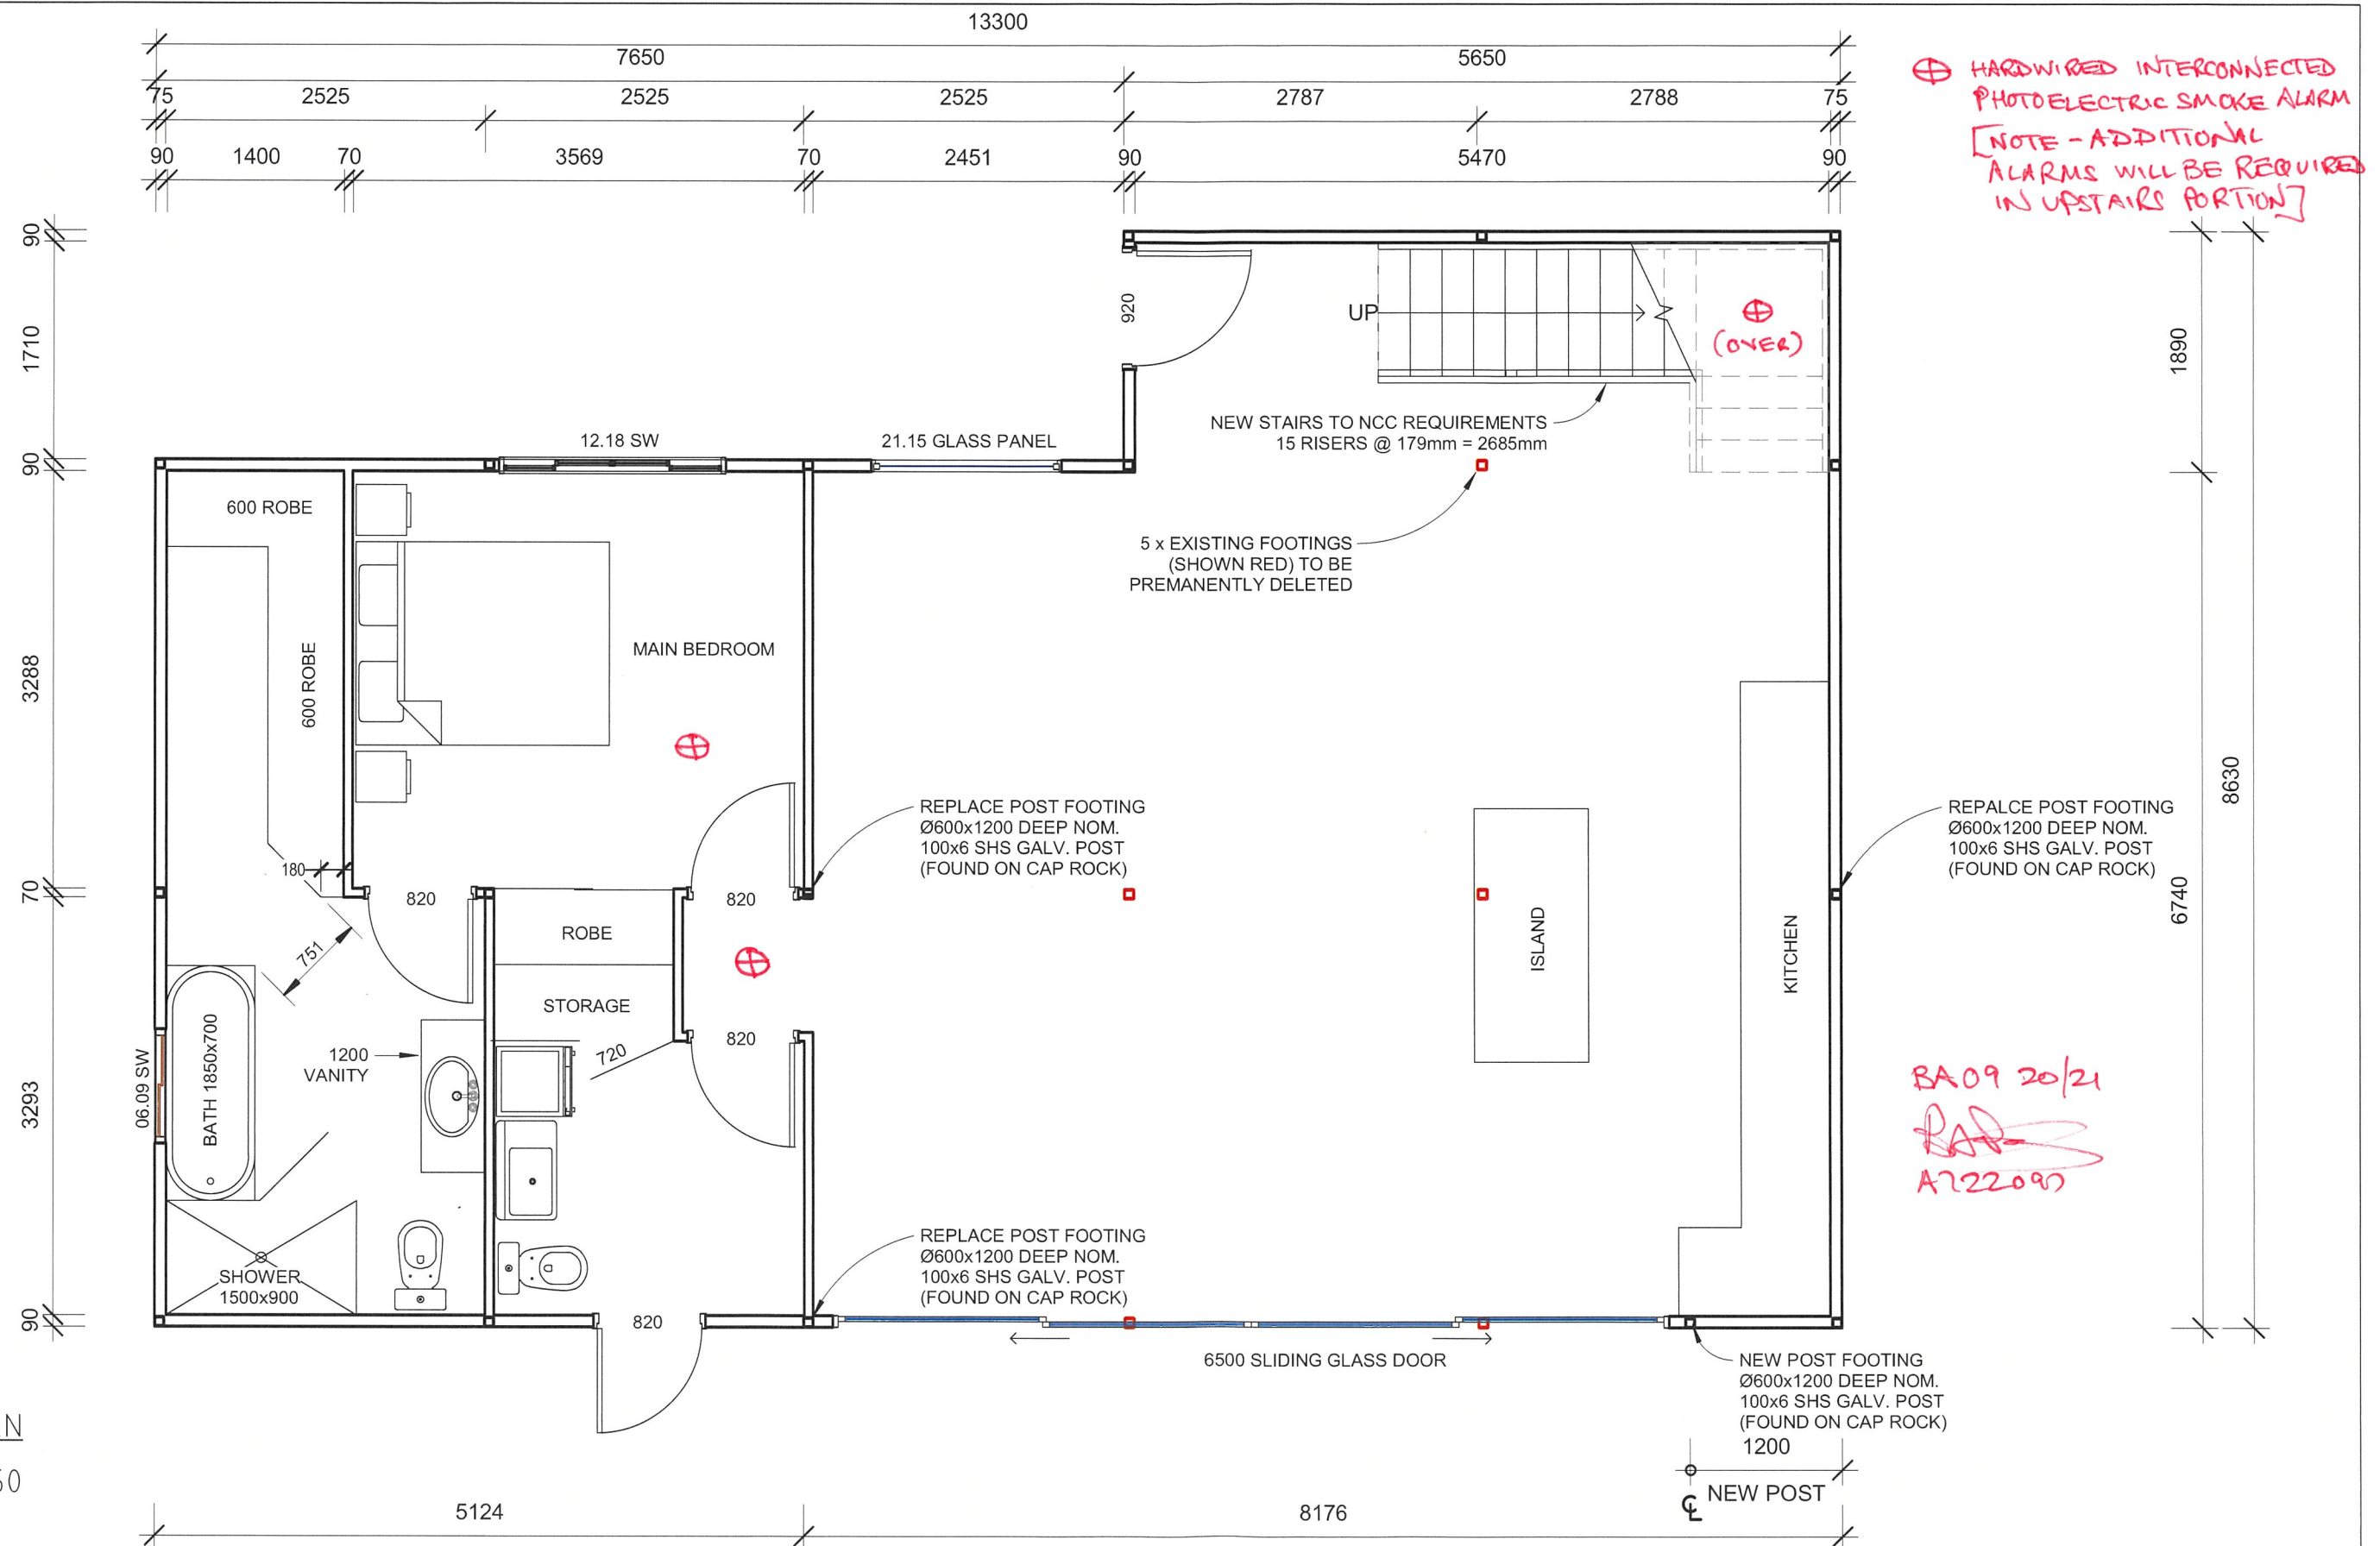 13300
7650 5650
75 2525 2525 2525 2787 2788 75
90 1400 70 3569 70 2451 90 5470 90
HARDWIRED INTERCONNECTED
PHOTOELECTRIC SMOKE ALARM
[NOTE - ADDITIONAL
ALARMS WILL BE REQUIRED
IN UPSTAIRS PORTION]
90
1710
90
3288
70
3293
90
920
UP
(OVER)
1890
8630
6740
NEW STAIRS TO NCC REQUIREMENTS
15 RISERS @ 179mm = 2685mm
12.18 SW
21.15 GLASS PANEL
600 ROBE
600 ROBE
5 x EXISTING FOOTINGS
(SHOWN RED) TO BE
PREMANENTLY DELETED
MAIN BEDROOM
REPLACE POST FOOTING
Ø600x1200 DEEP NOM.
100x6 SHS GALV. POST
(FOUND ON CAP ROCK)
REPALCE POST FOOTING
Ø600x1200 DEEP NOM.
100x6 SHS GALV. POST
(FOUND ON CAP ROCK)
180
820
820
ROBE
751
ISLAND
KITCHEN
STORAGE
820
720
06.09 SW
BATH 1850x700
1200
VANITY
BA09 20/21
SHOWER
1500x900
REPLACE POST FOOTING
Ø600x1200 DEEP NOM.
100x6 SHS GALV. POST
(FOUND ON CAP ROCK)
820
6500 SLIDING GLASS DOOR
NEW POST FOOTING
Ø600x1200 DEEP NOM.
100x6 SHS GALV. POST
(FOUND ON CAP ROCK)
1200
NEW POST
5124 8176